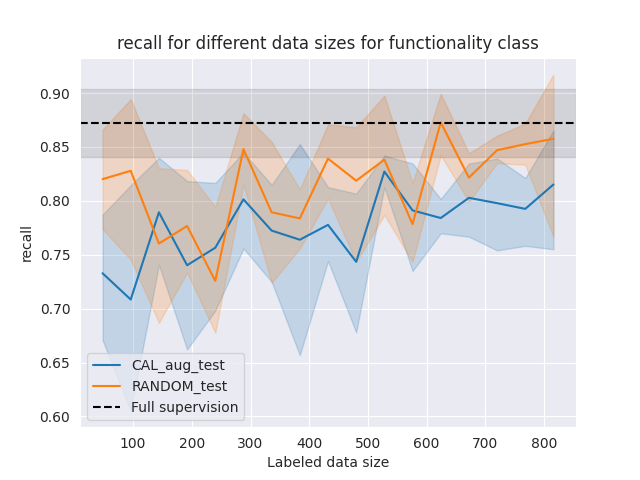 recall for different data sizes for functionality class
recall
0.90
0.85
0.80
0.75
0.70
0.65
0.60
CAL_aug_test
RANDOM_test
Full supervision
100 200 300 400 500 600 700 800
Labeled data size